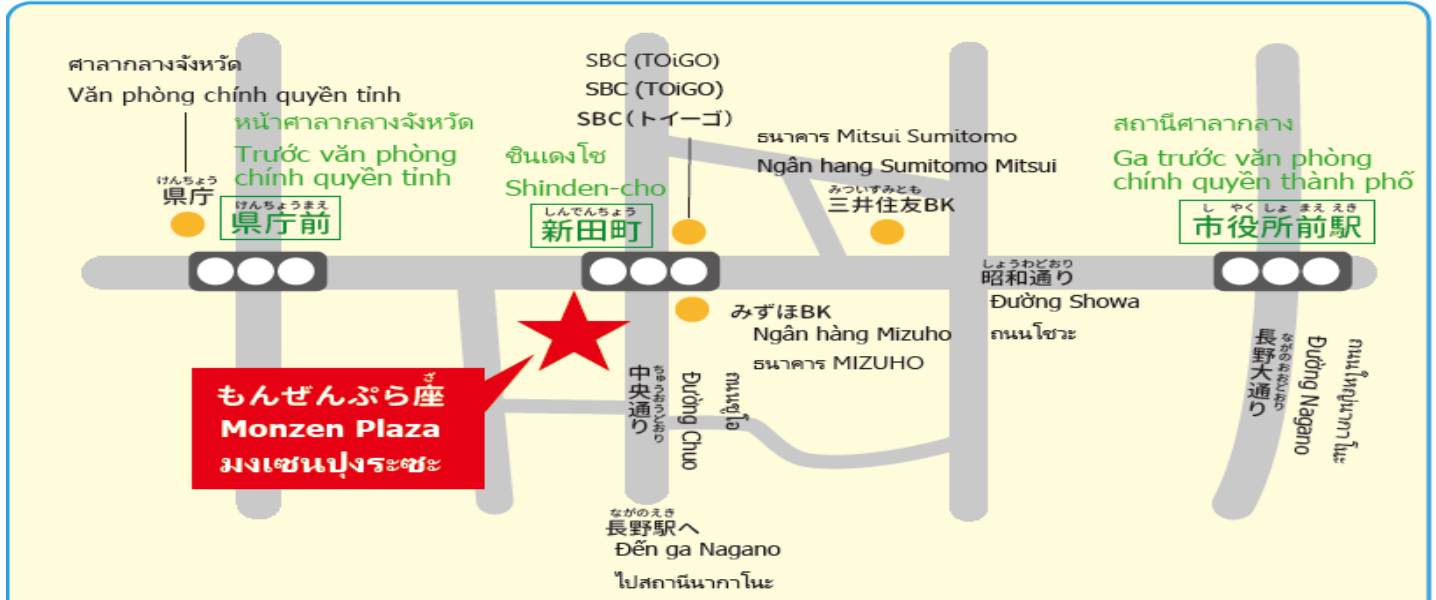 ศาลากลางจังหวัด
Văn phòng chính quyền tỉnh
けんちょう
県庁
หน้าศาลากลางจังหวัด
Trước văn phòng
chính quyền tỉnh
けんちょうまえ
県庁前
SBC (TOiGO)
SBC (TOiGO)
SBC(トイーゴ)
ชินเดงโช
Shinden-cho
しんでんちょう
新田町
ธนาคาร Mitsui Sumitomo
Ngân hang Sumitomo Mitsui
みついすみとも
三井住友BK
สถานีศาลากลาง
Ga trước văn phòng
chính quyền thành phố
し やく しょ まええき
市役所前駅
しょうわどおり
昭和通り
Đường Showa
ถนนโชวะ
みずほBK
Ngân hàng Mizuho
ธนาคาร MIZUHO
ざ
もんぜんぷら座
Monzen Plaza
มงเซนปุงระซะ
ちゅうおうどおり
中央通り
Đường Chuo
ถนนชูโอ
ながのおおどおり
長野大通り
Đường Nagano
ถนนใหญ่นากาโนะ
ながのえき
長野駅へ
Đến ga Nagano
ไปสถานีนากาโนะ